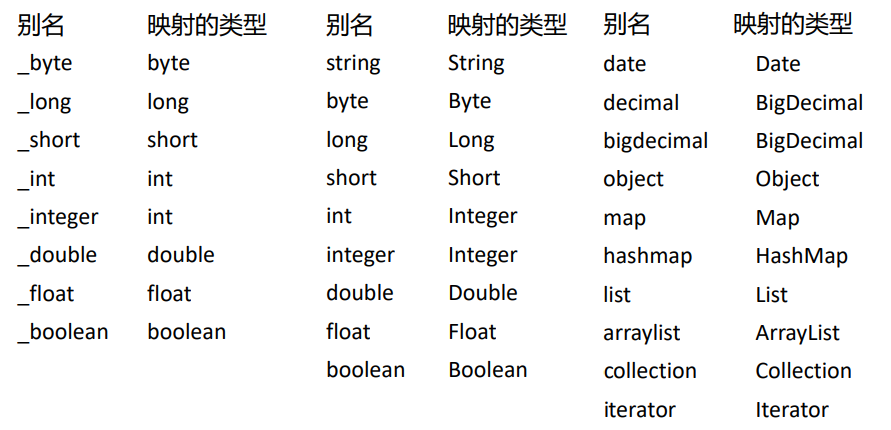 别名 映射的类型 别名 映射的类型 别名 映射的类型
_byte byte string String date Date
_long long byte Byte decimal BigDecimal
_short short long Long bigdecimal BigDecimal
_int int short Short object Object
_integer int int Integer map Map
_double double integer Integer hashmap HashMap
_float float double Double list List
_boolean boolean float Float arraylist ArrayList
boolean Boolean collection Collection
iterator Iterator